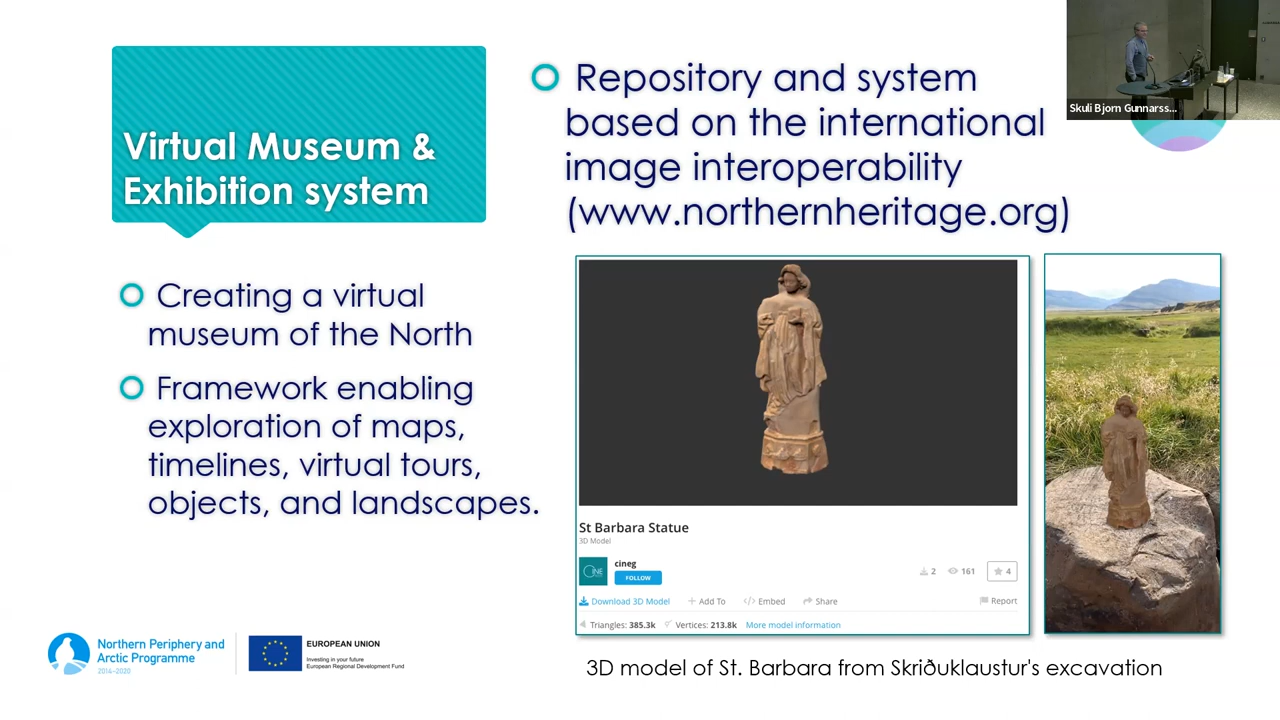 Virtual Museum &
Exhibition system
Creating a virtual
museum of the North
Framework enabling
exploration of maps,
timelines, virtual tours,
objects, and landscapes.
Repository and system
based on the international
image interoperability
(www.northernheritage.org)
Skuli Bjorn Gunnarss...
St Barbara Statue
3D Model
CINE
cineg
FOLLOW
2 161 4
Download 3D Model Add To Embed Share Report
Triangles: 385.3k Vertices: 213.8k More model information
3D model of St. Barbara from Skriðuklaustur's excavation
Northern Periphery and
Arctic Programme
2014–2020
EUROPEAN UNION
Investing in your future
European Regional Development Fund